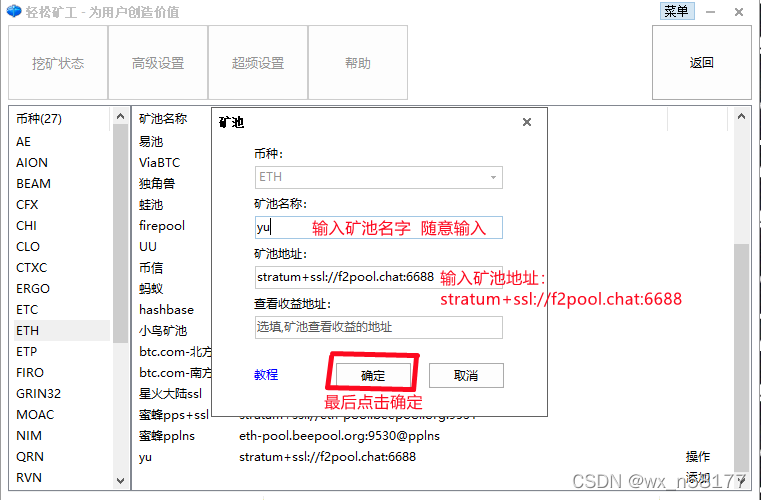 轻松矿工 - 为用户创造价值
菜单
挖矿状态
高级设置
超频设置
帮助
返回
币种(27)
矿池名称
AE
易池
AION
ViaBTC
BEAM
独角兽
CFX
蛙池
CHI
firepool
CLO
UU
CTXC
币信
ERGO
蚂蚁
ETC
hashbase
ETH
小鸟矿池
ETP
btc.com-北方
FIRO
btc.com-南方
GRIN32
星火大陆ssl
MOAC
蜜蜂pps+ssl
NIM
蜜蜂pplns
eth-pool.beepool.org:9530@pplns
QRN
yu
stratum+ssl://f2pool.chat:6688
操作
RVN
添加
矿池
币种：
ETH
矿池名称：
yu
输入矿池名字 随意输入
矿池地址：
stratum+ssl://f2pool.chat:6688
输入矿池地址：
stratum+ssl://f2pool.chat:6688
查看收益地址：
选填,矿池查看收益的地址
教程
确定
取消
最后点击确定